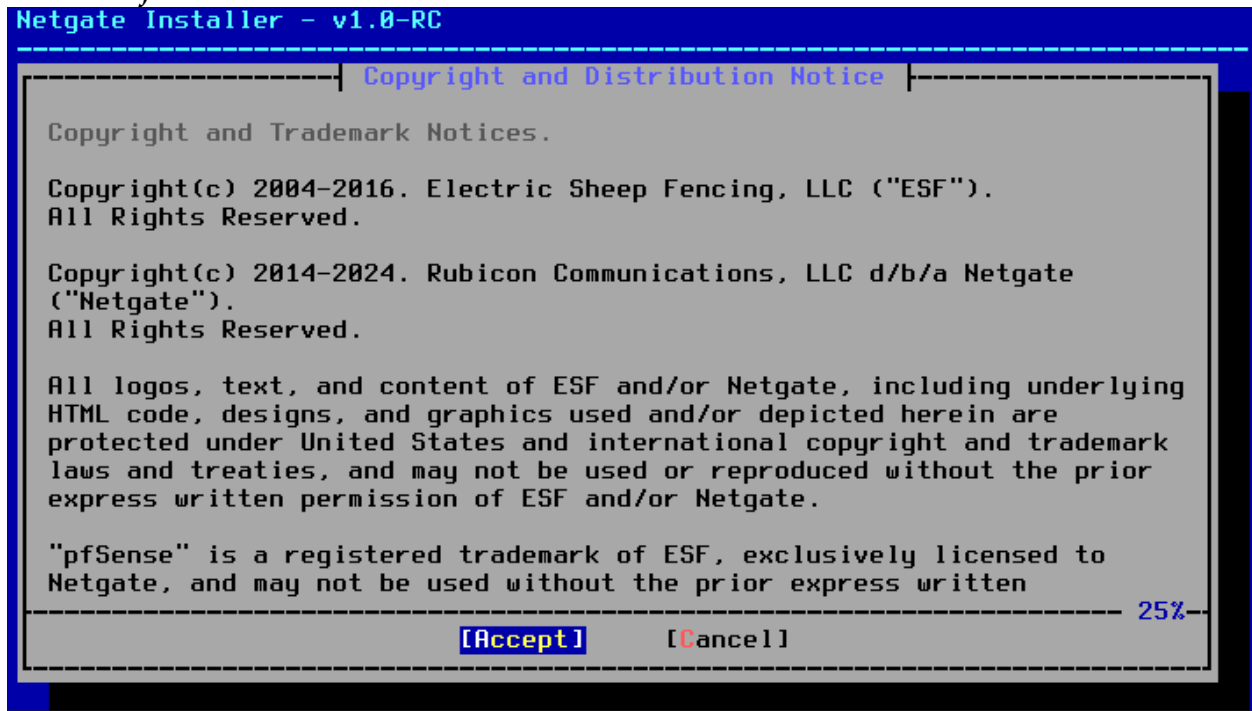 Netgate Installer - v1.0-RC
Copyright and Distribution Notice
Copyright and Trademark Notices.
Copyright(c) 2004-2016. Electric Sheep Fencing, LLC ("ESF").
All Rights Reserved.
Copyright(c) 2014-2024. Rubicon Communications, LLC d/b/a Netgate
("Netgate").
All Rights Reserved.
All logos, text, and content of ESF and/or Netgate, including underlying
HTML code, designs, and graphics used and/or depicted herein are
protected under United States and international copyright and trademark
laws and treaties, and may not be used or reproduced without the prior
express written permission of ESF and/or Netgate.
"pfSense" is a registered trademark of ESF, exclusively licensed to
Netgate, and may not be used without the prior express written
25%
[Accept] [Cancel]